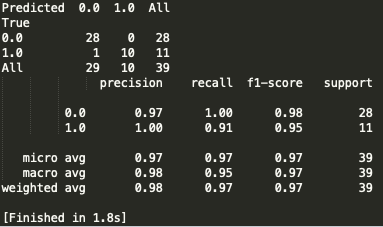 Predicted 0.0 1.0 All
True
0.0 28 0 28
1.0 1 10 11
All 29 10 39
precision recall f1-score support
0.0 0.97 1.00 0.98 28
1.0 1.00 0.91 0.95 11
micro avg 0.97 0.97 0.97 39
macro avg 0.98 0.95 0.97 39
weighted avg 0.98 0.97 0.97 39
[Finished in 1.8s]